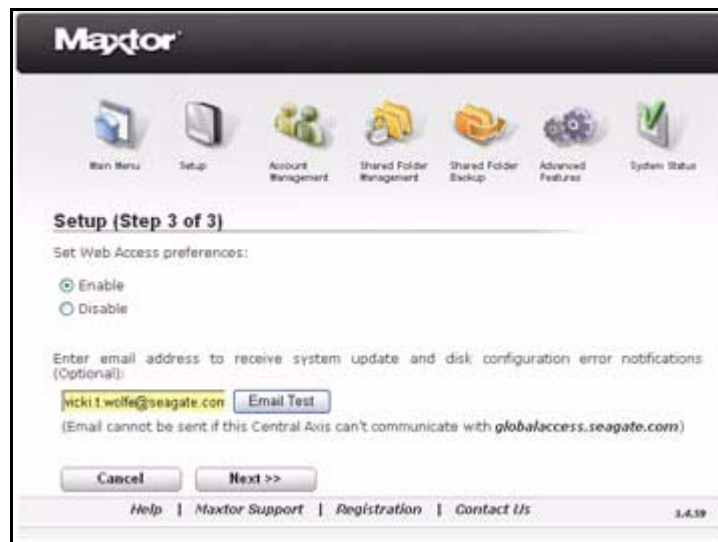 Maxtor
Main Menu
Setup
Account Management
Shared Folder Management
Shared Folder Backup
Advanced Features
System Status
Setup (Step 3 of 3)
Set Web Access preferences:
Enable
Disable
Enter email address to receive system update and disk configuration error notifications
(Optional):
vicki.t.wolfe@seagate.com Email Test
(Email cannot be sent if this Central Axis can't communicate with globalaccess.seagate.com)
Cancel Next >>
Help | Maxtor Support | Registration | Contact Us